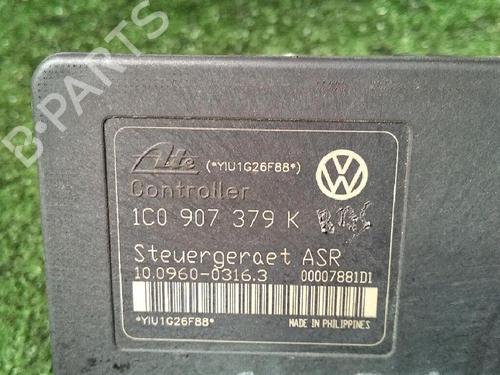 B-PARTS
Ate (*YIU1G26F88*)
Controller
1C0 907 379 K
Steuergeraet ASR
10.0960-0316.3 00007881D1
*YIU1G26F88*
MADE IN PHILIPPINES